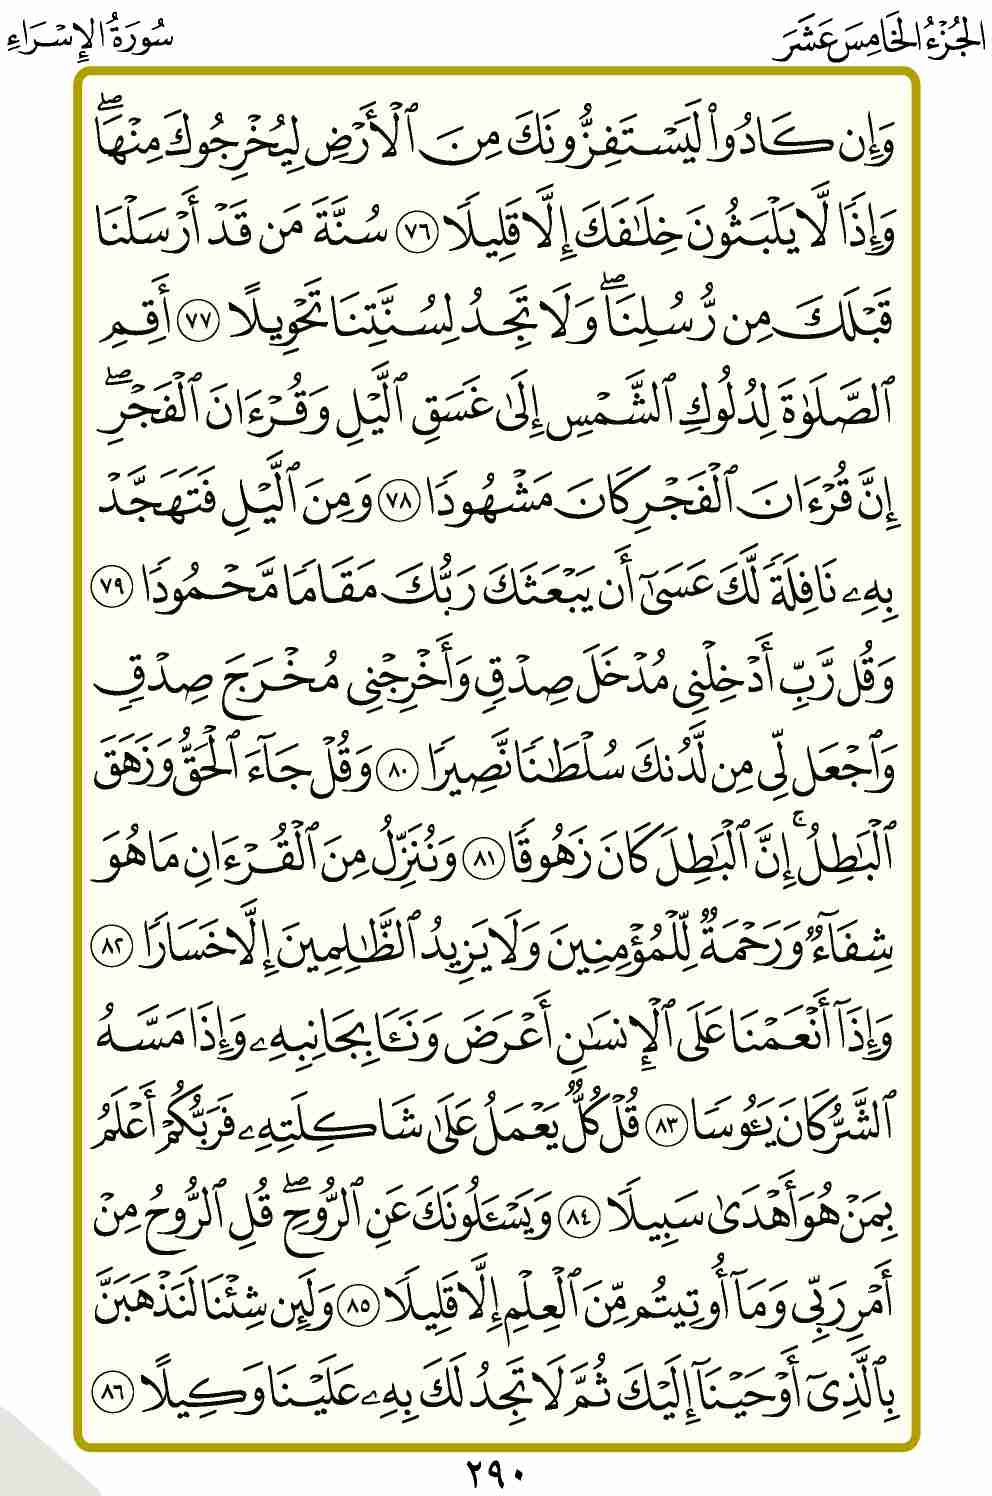 الجُزْءُ الخَامِسَ عَشَرَ
سُورَةُ الإِسْرَاءِ
وَإِن كَادُواْ لَيَسْتَفِزُّونَكَ مِنَ ٱلْأَرْضِ لِيُخْرِجُوكَ مِنْهَاۖ
وَإِذًا لَّا يَلْبَثُونَ خِلَٰفَكَ إِلَّا قَلِيلًا ٧٦ سُنَّةَ مَن قَدْ أَرْسَلْنَا
قَبْلَكَ مِن رُّسُلِنَاۖ وَلَا تَجِدُ لِسُنَّتِنَا تَحْوِيلًا ٧٧ أَقِمِ
ٱلصَّلَوٰةَ لِدُلُوكِ ٱلشَّمْسِ إِلَىٰ غَسَقِ ٱلَّيْلِ وَقُرْءَانَ ٱلْفَجْرِۖ
إِنَّ قُرْءَانَ ٱلْفَجْرِ كَانَ مَشْهُودًا ٧٨ وَمِنَ ٱلَّيْلِ فَتَهَجَّدْ
بِهِۦ نَافِلَةً لَّكَ عَسَىٰٓ أَن يَبْعَثَكَ رَبُّكَ مَقَامًا مَّحْمُودًا ٧٩
وَقُل رَّبِّ أَدْخِلْنِى مُدْخَلَ صِدْقٍ وَأَخْرِجْنِى مُخْرَجَ صِدْقٍ
وَٱجْعَل لِّى مِن لَّدُنكَ سُلْطَٰنًا نَّصِيرًا ٨٠ وَقُلْ جَآءَ ٱلْحَقُّ وَزَهَقَ
ٱلْبَٰطِلُۚ إِنَّ ٱلْبَٰطِلَ كَانَ زَهُوقًا ٨١ وَنُنَزِّلُ مِنَ ٱلْقُرْءَانِ مَا هُوَ
شِفَآءٌ وَرَحْمَةٌ لِّلْمُؤْمِنِينَ وَلَا يَزِيدُ ٱلظَّٰلِمِينَ إِلَّا خَسَارًا ٨٢
وَإِذَآ أَنْعَمْنَا عَلَى ٱلْإِنسَٰنِ أَعْرَضَ وَنَـَٔا بِجَانِبِهِۦ وَإِذَا مَسَّهُ
ٱلشَّرُّ كَانَ يَـُٔوسًا ٨٣ قُلْ كُلٌّ يَعْمَلُ عَلَىٰ شَاكِلَتِهِۦ فَرَبُّكُمْ أَعْلَمُ
بِمَنْ هُوَ أَهْدَىٰ سَبِيلًا ٨٤ وَيَسْـَٔلُونَكَ عَنِ ٱلرُّوحِۖ قُلِ ٱلرُّوحُ مِنْ
أَمْرِ رَبِّى وَمَآ أُوتِيتُم مِّنَ ٱلْعِلْمِ إِلَّا قَلِيلًا ٨٥ وَلَئِن شِئْنَا لَنَذْهَبَنَّ
بِٱلَّذِىٓ أَوْحَيْنَآ إِلَيْكَ ثُمَّ لَا تَجِدُ لَكَ بِهِۦ عَلَيْنَا وَكِيلًا ٨٦
٢٩٠